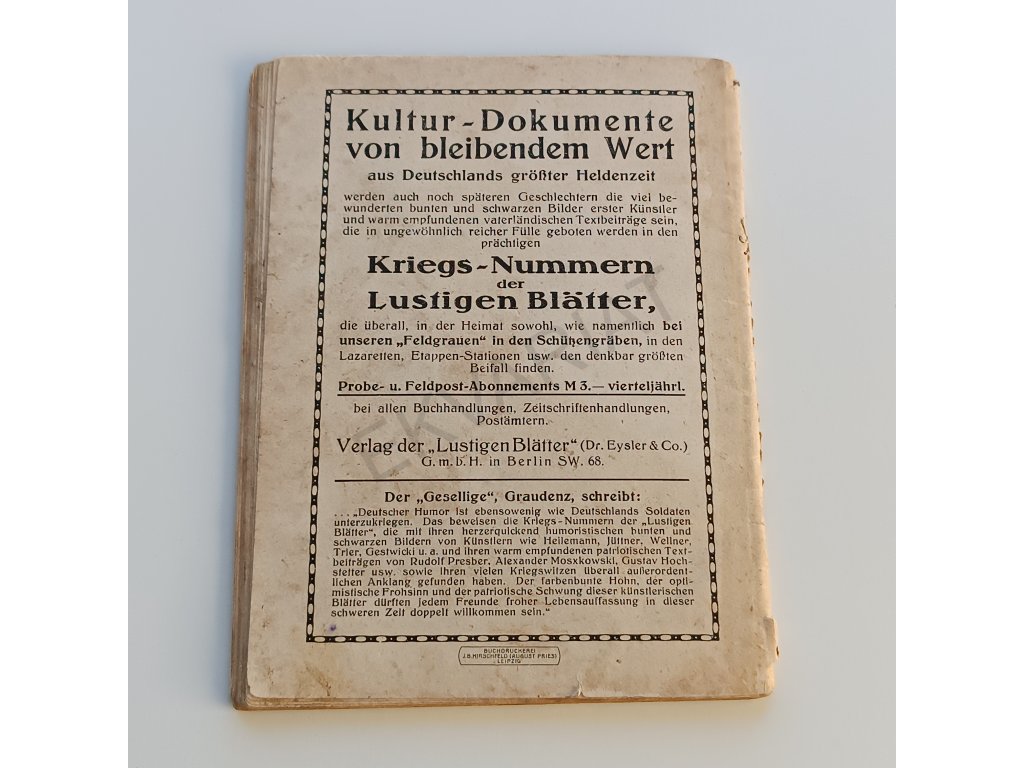 Kultur-Dokumente
von bleibendem Wert
aus Deutschlands größter Heldenzeit
werden auch noch späteren Geschlechtern die viel be-
wunderten bunten und schwarzen Bilder erster Künstler
und warm empfundenen vaterländischen Textbeiträge sein,
die in ungewöhnlich reicher Fülle geboten werden in den
prächtigen
Kriegs-Nummern
der
Lustigen Blätter,
die überall, in der Heimat sowohl, wie namentlich bei
unseren „Feldgrauen“ in den Schützengräben, in den
Lazaretten, Etappen-Stationen usw. den denkbar größten
Beifall finden.
Probe- u. Feldpost-Abonnements M 3.— vierteljährl.
bei allen Buchhandlungen, Zeitschriftenhandlungen,
Postämtern.
Verlag der „Lustigen Blätter“ (Dr. Eysler & Co.)
G. m. b. H. in Berlin SW. 68.
Der „Gesellige“, Graudenz, schreibt:
... „Deutscher Humor ist ebensowenig wie Deutschlands Soldaten
unterzukriegen. Das beweisen die Kriegs-Nummern der „Lustigen
Blätter“, die mit ihren herzerquickend humoristischen bunten und
schwarzen Bildern von Künstlern wie Heilemann, Jüttner, Wellner,
Trier, Gestwicki u. a. und ihren warm empfundenen patriotischen Text-
beiträgen von Rudolf Presber, Alexander Moszkowski, Gustav Hoch-
stetter usw. sowie ihren vielen Kriegswitzen überall außerordent-
lichen Anklang gefunden haben. Der farbenbunte Hohn, der opti-
mistische Frohsinn und der patriotische Schwung dieser künstlerischen
Blätter dürften jedem Freunde froher Lebensauffassung in dieser
schweren Zeit doppelt willkommen sein.“
BUCHDRUCKEREI
J. B. HIRSCHFELD (AUGUST PRIES)
LEIPZIG
EKVARIAT